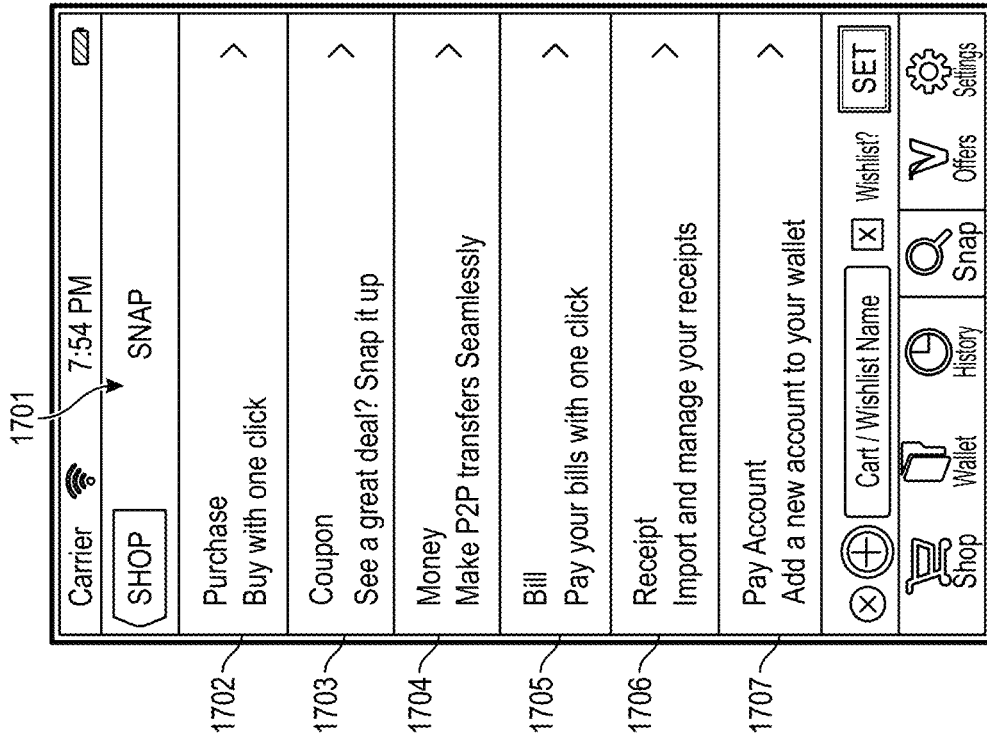 1701
Carrier 7:54 PM
SHOP SNAP
1702 Purchase >
Buy with one click
1703 Coupon >
See a great deal? Snap it up
1704 Money >
Make P2P transfers Seamlessly
1705 Bill >
Pay your bills with one click
1706 Receipt >
Import and manage your receipts
1707 Pay Account >
Add a new account to your wallet
Cart / Wishlist Name X Wishlist? SET
Shop Wallet History Snap Offers Settings